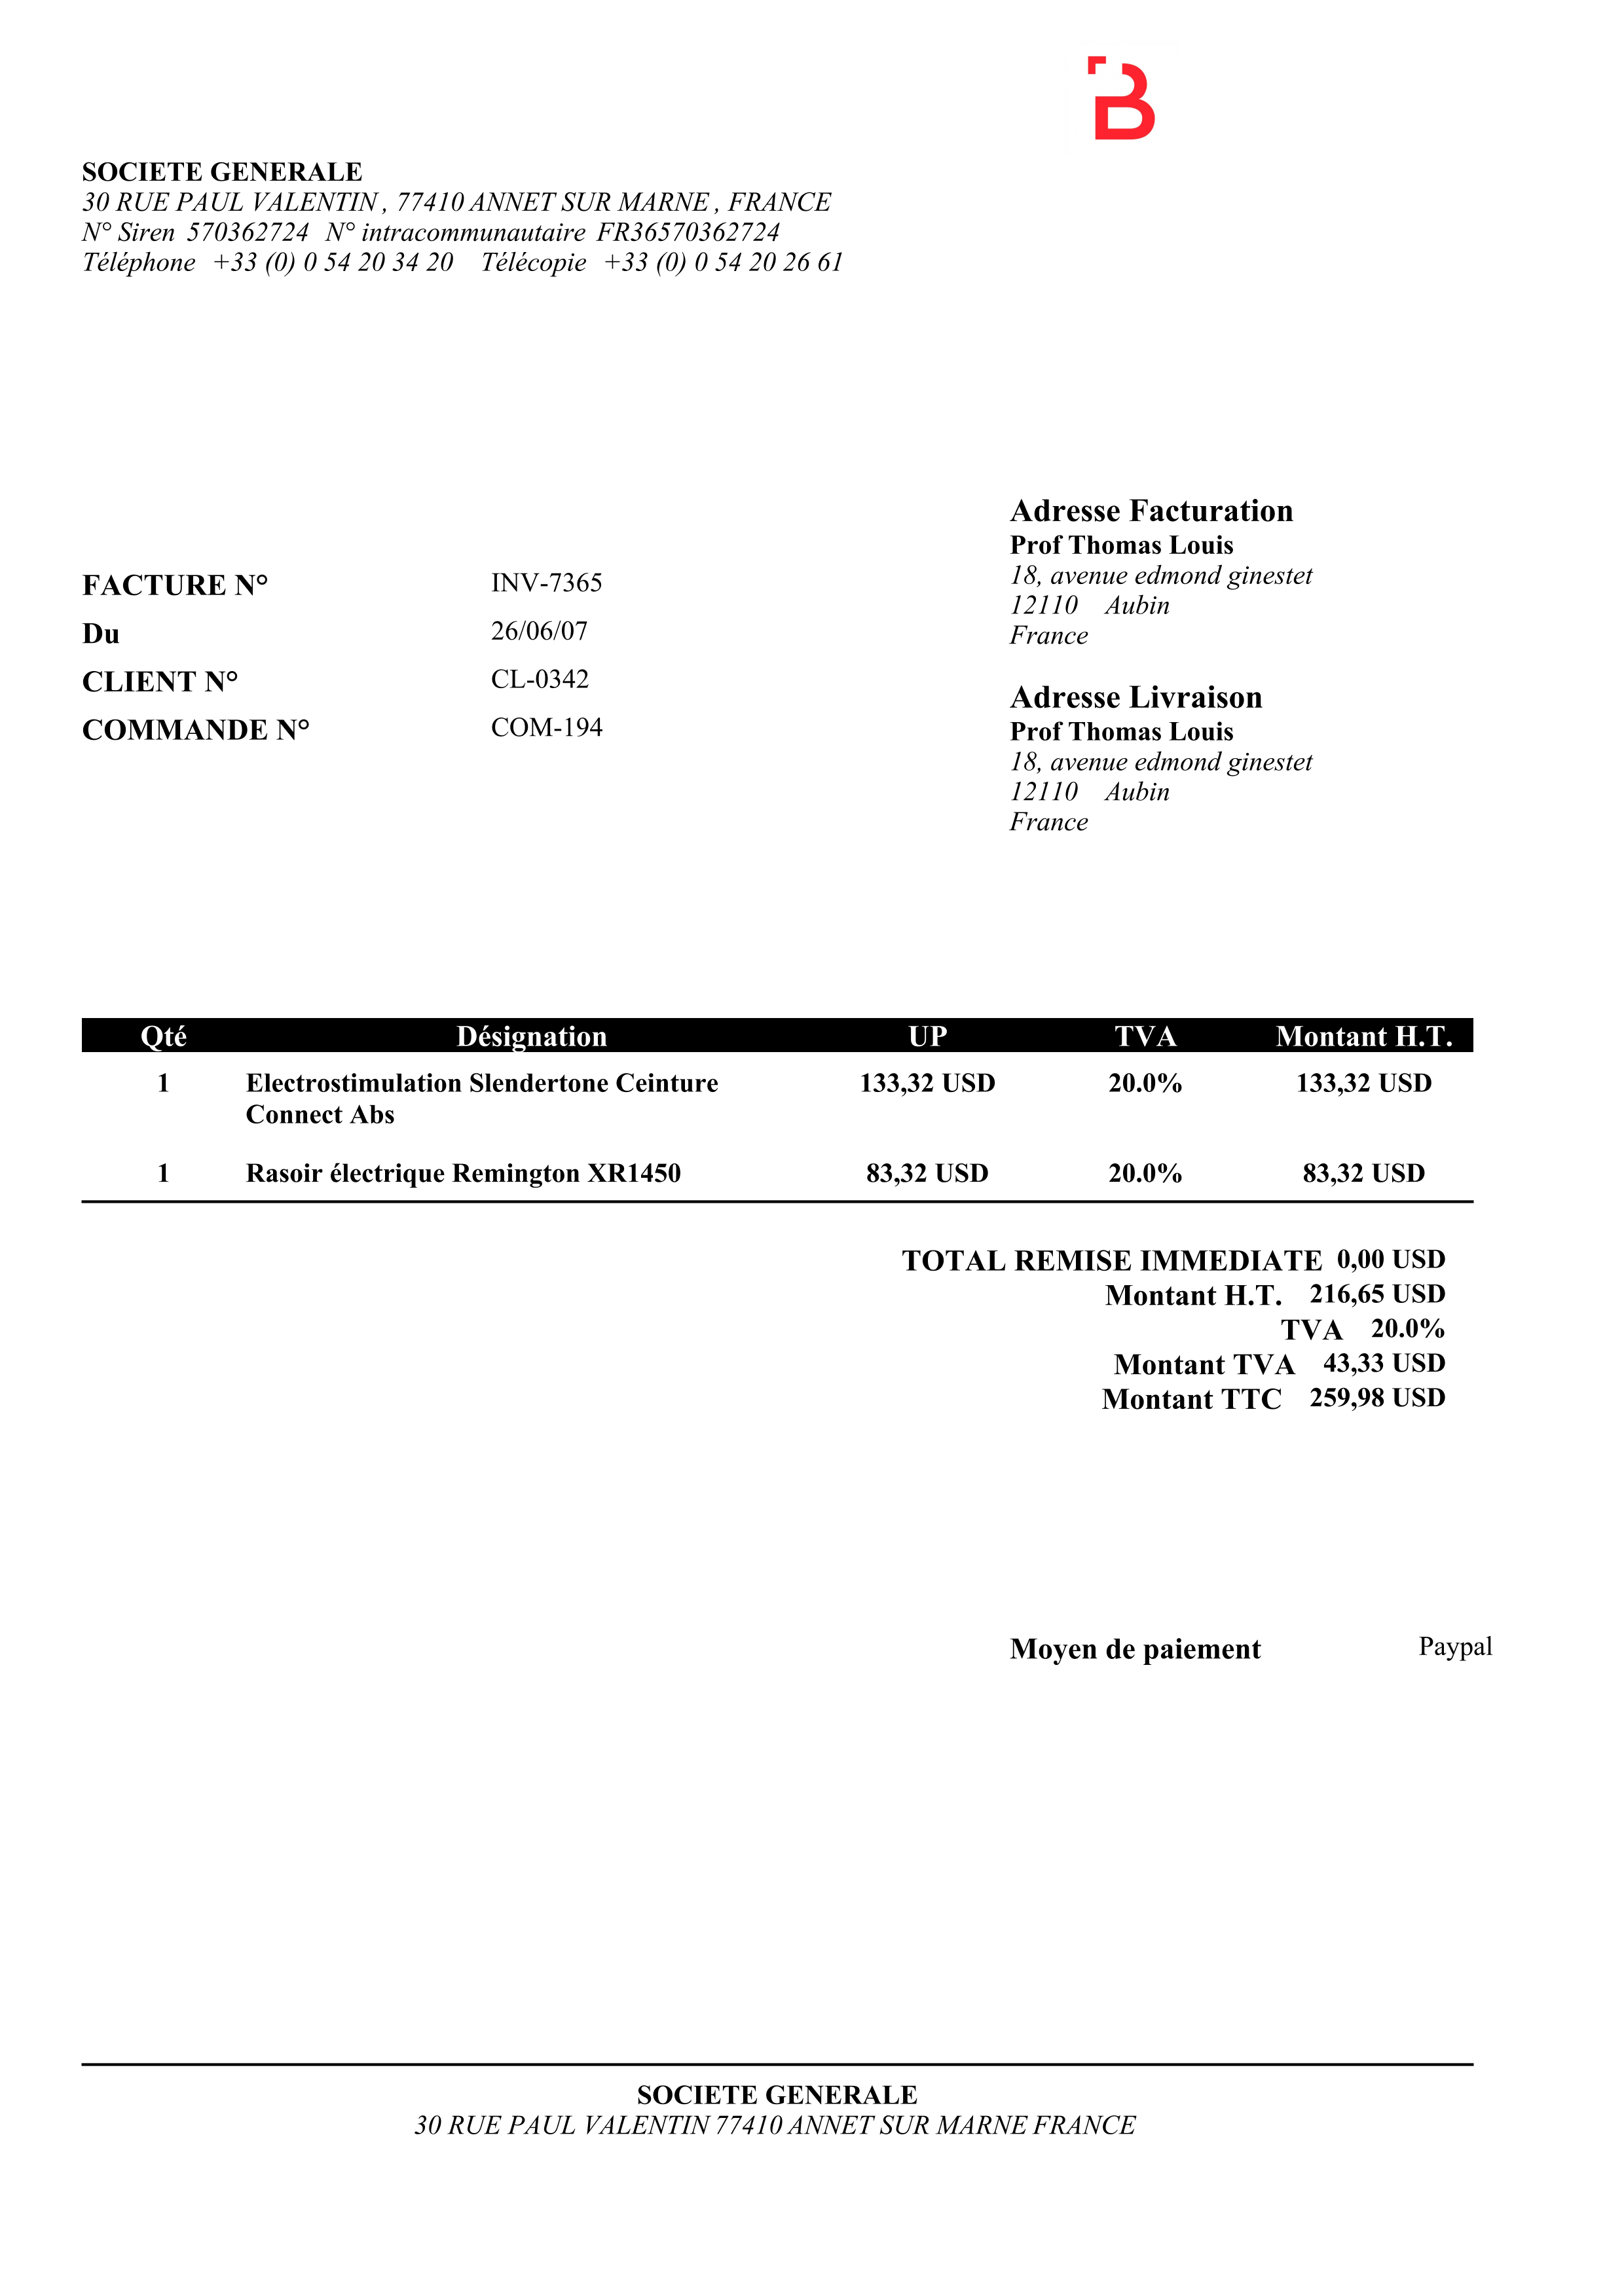 B
SOCIETE GENERALE
30 RUE PAUL VALENTIN , 77410 ANNET SUR MARNE , FRANCE
N° Siren 570362724 N° intracommunautaire FR36570362724
Téléphone +33 (0) 0 54 20 34 20 Télécopie +33 (0) 0 54 20 26 61
FACTURE N° INV-7365
Du 26/06/07
CLIENT N° CL-0342
COMMANDE N° COM-194
Adresse Facturation
Prof Thomas Louis
18, avenue edmond ginestet
12110 Aubin
France
Adresse Livraison
Prof Thomas Louis
18, avenue edmond ginestet
12110 Aubin
France
Qté Désignation UP TVA Montant H.T.
1 Electrostimulation Slendertone Ceinture 133,32 USD 20.0% 133,32 USD
Connect Abs
1 Rasoir électrique Remington XR1450 83,32 USD 20.0% 83,32 USD
TOTAL REMISE IMMEDIATE 0,00 USD
Montant H.T. 216,65 USD
TVA 20.0%
Montant TVA 43,33 USD
Montant TTC 259,98 USD
Moyen de paiement Paypal
SOCIETE GENERALE
30 RUE PAUL VALENTIN 77410 ANNET SUR MARNE FRANCE